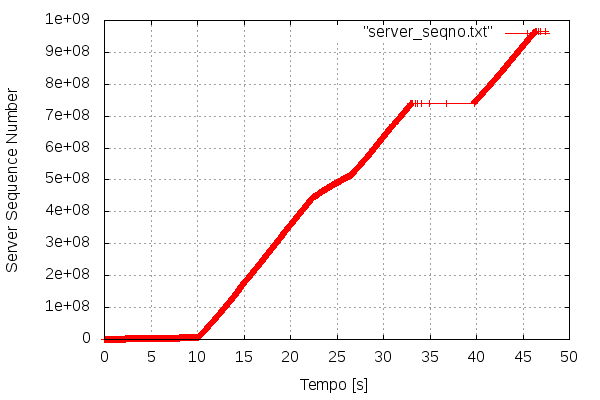 1e+09
9e+08
8e+08
7e+08
6e+08
5e+08
4e+08
3e+08
2e+08
1e+08
0
Server Sequence Number
"server_seqno.txt"
0 5 10 15 20 25 30 35 40 45 50
Tempo [s]